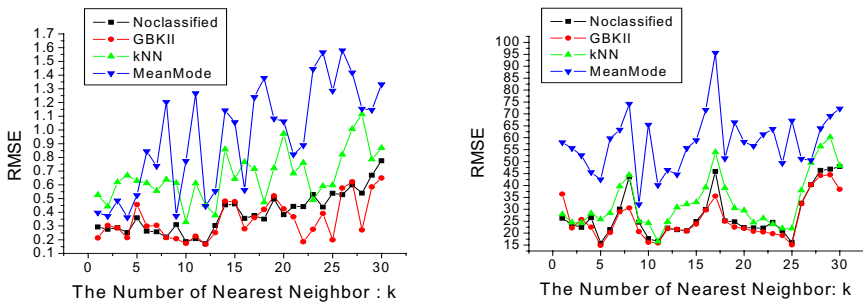 Noclassified
GBKII
kNN
MeanMode
1.7
1.6
1.5
1.4
1.3
1.2
1.1
1.0
0.9
0.8
0.7
0.6
0.5
0.4
0.3
0.2
0.1
RMSE
0 5 10 15 20 25 30
The Number of Nearest Neighbor : k
Noclassified
GBKII
kNN
MeanMode
100
95
90
85
80
75
70
65
60
55
50
45
40
35
30
25
20
15
RMSE
0 5 10 15 20 25 30
The Number of Nearest Neighbor: k